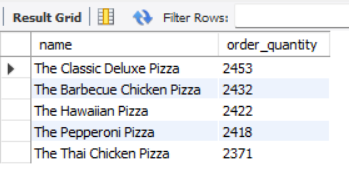 Result Grid Filter Rows:
name order_quantity
The Classic Deluxe Pizza 2453
The Barbecue Chicken Pizza 2432
The Hawaiian Pizza 2422
The Pepperoni Pizza 2418
The Thai Chicken Pizza 2371